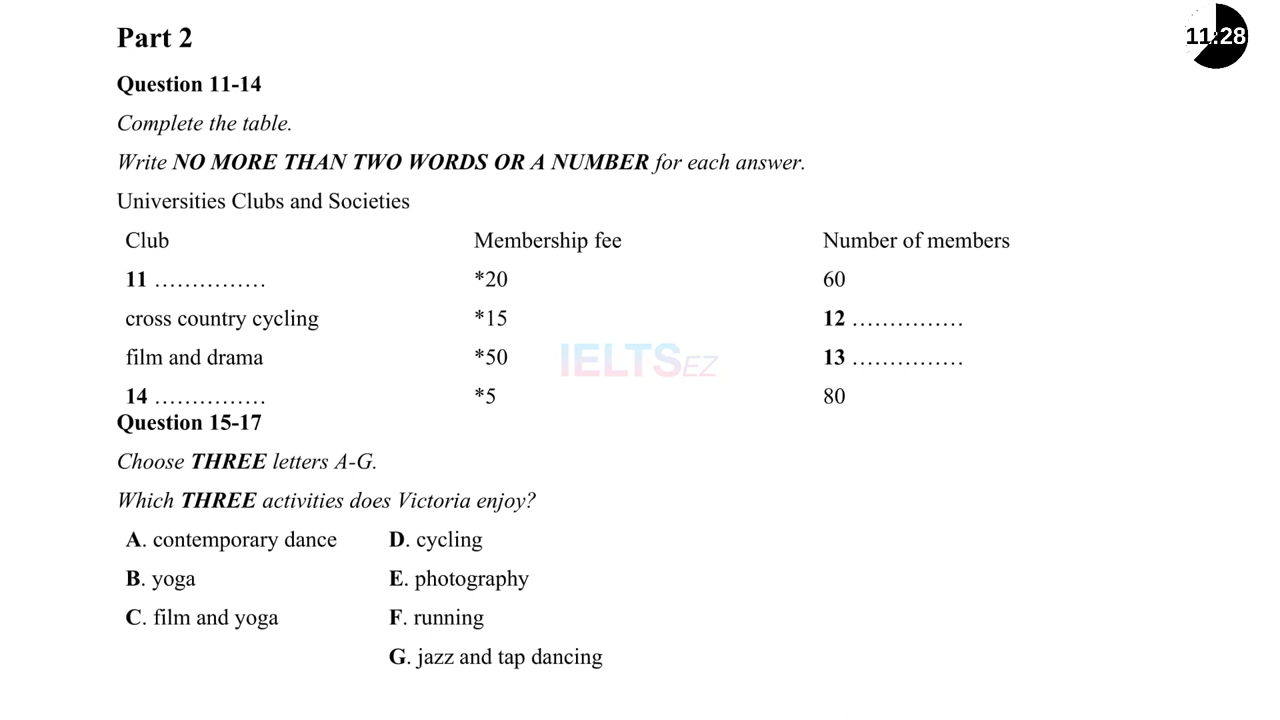 11:28
Part 2
Question 11-14
Complete the table.
Write NO MORE THAN TWO WORDS OR A NUMBER for each answer.
Universities Clubs and Societies
Club Membership fee Number of members
11 …………… *20 60
cross country cycling *15 12 ……………
film and drama *50 13 ……………
IELTSEZ
14 …………… *5 80
Question 15-17
Choose THREE letters A-G.
Which THREE activities does Victoria enjoy?
A. contemporary dance D. cycling
B. yoga E. photography
C. film and yoga F. running
G. jazz and tap dancing